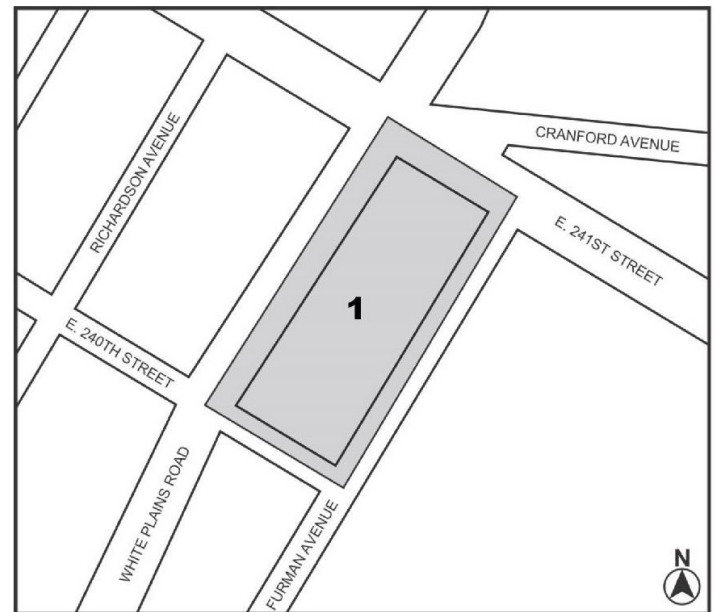 RICHARDSON AVENUE
CRANFORD AVENUE
E. 241ST STREET
1
E. 240TH STREET
WHITE PLAINS ROAD
FURMAN AVENUE
N